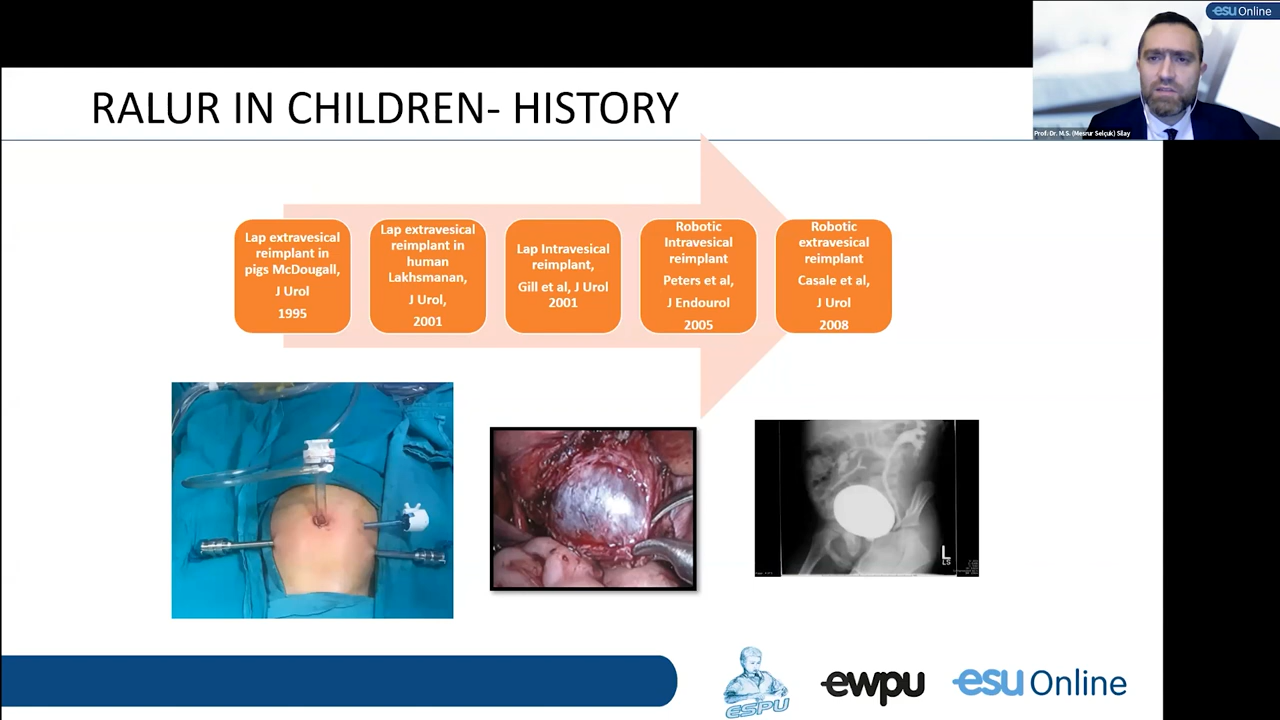 esu Online
Prof. Dr. M.S. (Mesrur Selçuk) Silay
RALUR IN CHILDREN- HISTORY
Lap extravesical
reimplant in
pigs McDougall,
J Urol
1995
Lap extravesical
reimplant in
human
Lakhsmanan,
J Urol,
2001
Lap Intravesical
reimplant,
Gill et al, J Urol
2001
Robotic
Intravesical
reimplant
Peters et al,
J Endourol
2005
Robotic
extravesical
reimplant
Casale et al,
J Urol
2008
L
LS
ESPU
ewpu
esu Online